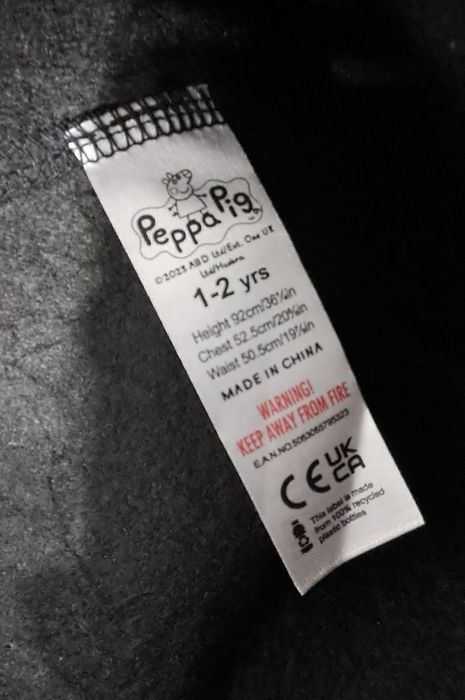 Peppa Pig
© 2023 ABD Ltd/Ent. One UK
Ltd/Hasbro
1-2 yrs
Height 92cm/36¼in
Chest 52.5cm/20¾in
Waist 50.5cm/19¾in
MADE IN CHINA
WARNING!
KEEP AWAY FROM FIRE
E.A.N.NO.5063065795323
CE UK
CA
This label is made
from 100% recycled
plastic bottles